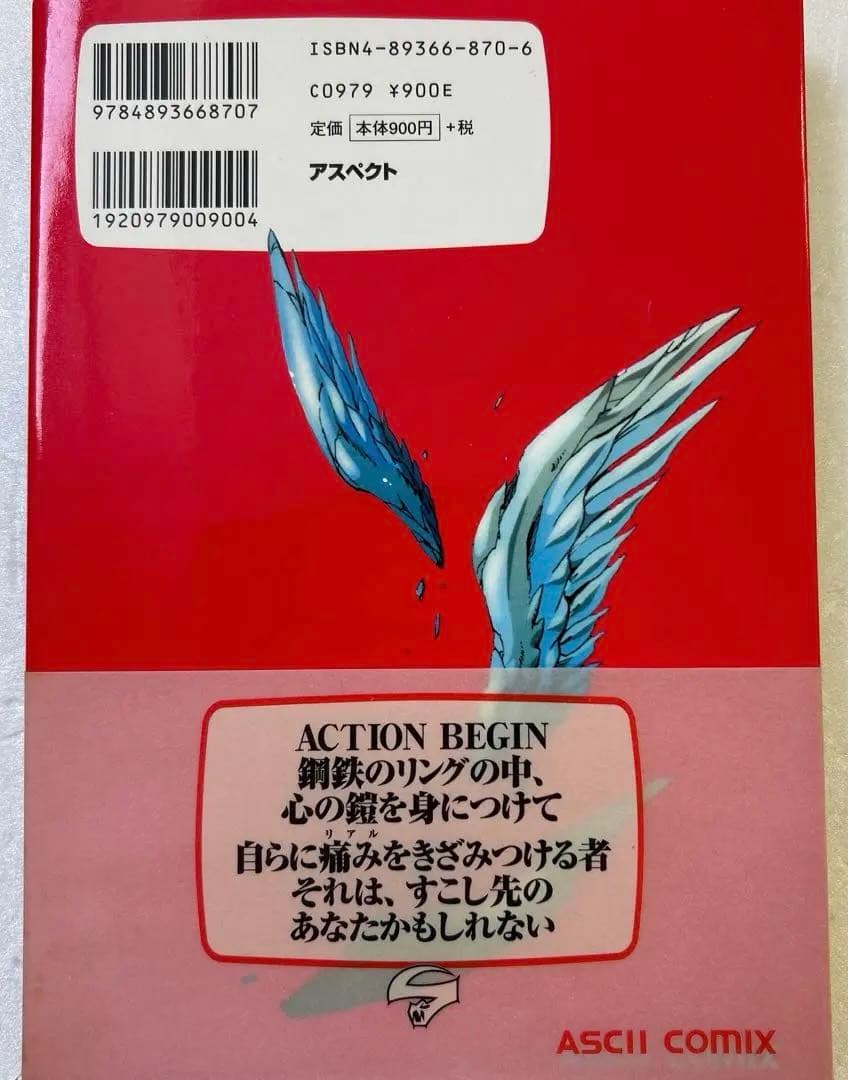 9784893668707
1920979009004
ISBN4-89366-870-6
C0979 ¥900E
定価 本体900円 +税
アスペクト
ACTION BEGIN
鋼鉄のリングの中、
心の鎧を身につけて
リアル
自らに痛みをきざみつける者
それは、すこし先の
あなたかもしれない
ASCII COMIX